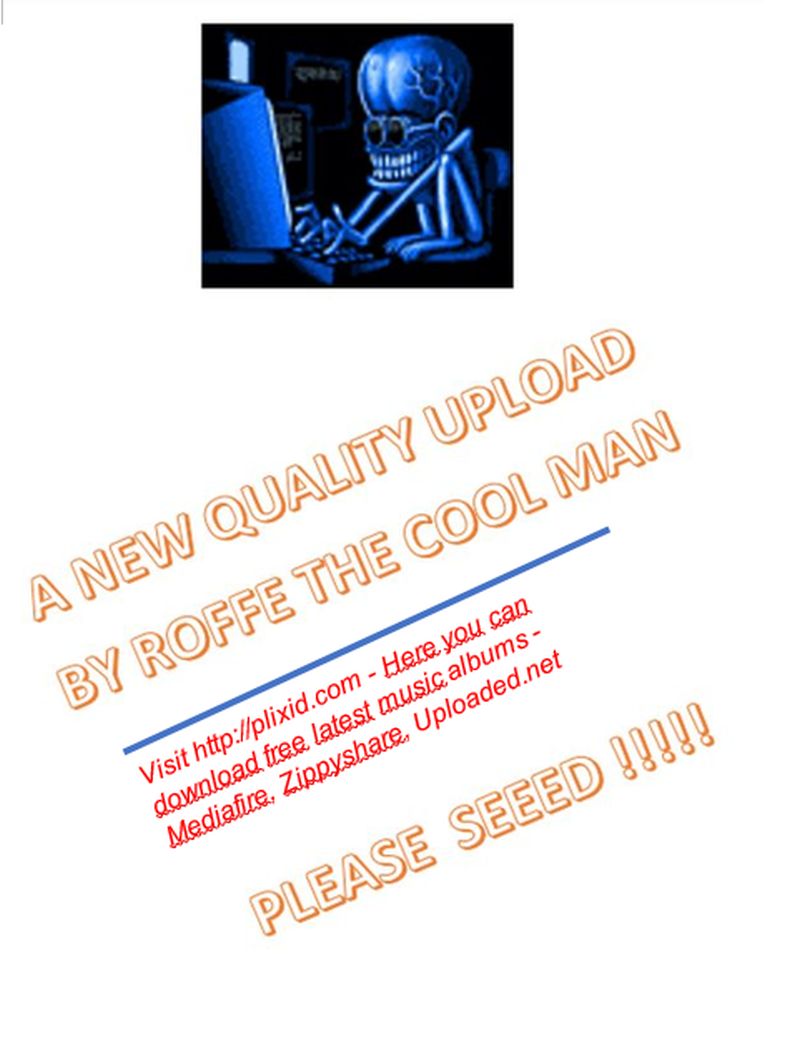 A NEW QUALITY UPLOAD
BY ROFFE THE COOL MAN
Visit http://plixid.com - Here you can
download free latest music albums -
Mediafire, Zippyshare, Uploaded.net
PLEASE SEEED !!!!!